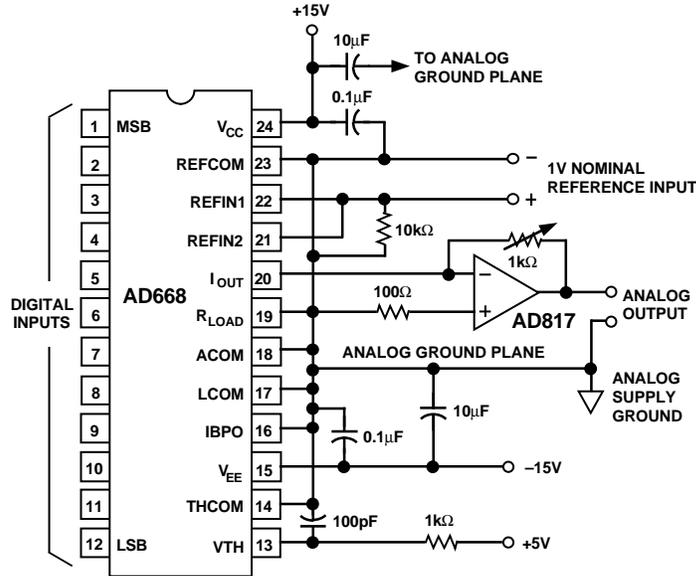 +15V
10µF
TO ANALOG
GROUND PLANE
0.1µF
1 MSB
VCC 24
2
REFCOM 23
–
1V NOMINAL
REFERENCE INPUT
3
REFIN1 22
+
4
REFIN2 21
10kΩ
5
IOUT 20
–
1kΩ
DIGITAL
INPUTS
AD668
6
RLOAD 19
100Ω
+
AD817
ANALOG
OUTPUT
7
ACOM 18
ANALOG GROUND PLANE
8
LCOM 17
ANALOG
SUPPLY
GROUND
9
IBPO 16
0.1µF
10µF
10
VEE 15
–15V
11
THCOM 14
100pF
1kΩ
12 LSB
VTH 13
+5V